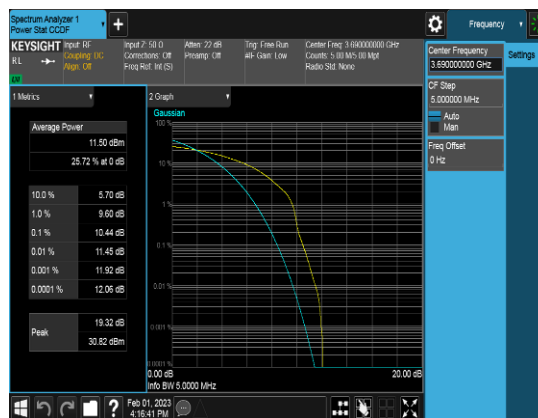 Spectrum Analyzer 1
Power Stat CCDF
Frequency
KEYSIGHT
Input: RF
Coupling: DC
Align: Off
Input Z: 50 Ω
Corrections: Off
Freq Ref: Int (S)
Atten: 22 dB
Preamp: Off
Trig: Free Run
#IF Gain: Low
Center Freq: 3.690000000 GHz
Counts: 5.00 M/5.00 Mpt
Radio Std: None
RL
Center Frequency
3.690000000 GHz
Settings
CF Step
5.000000 MHz
Auto
Man
Freq Offset
0 Hz
1 Metrics
Average Power
11.50 dBm
25.72 % at 0 dB
10.0 % 5.70 dB
1.0 % 9.60 dB
0.1 % 10.44 dB
0.01 % 11.45 dB
0.001 % 11.92 dB
0.0001 % 12.06 dB
Peak
19.32 dB
30.82 dBm
2 Graph
Gaussian
100 %
10 %
1 %
0.1 %
0.01 %
0.001 %
0.0001 %
0.00 dB 20.00 dB
Info BW 5.0000 MHz
Feb 01, 2023
4:16:41 PM